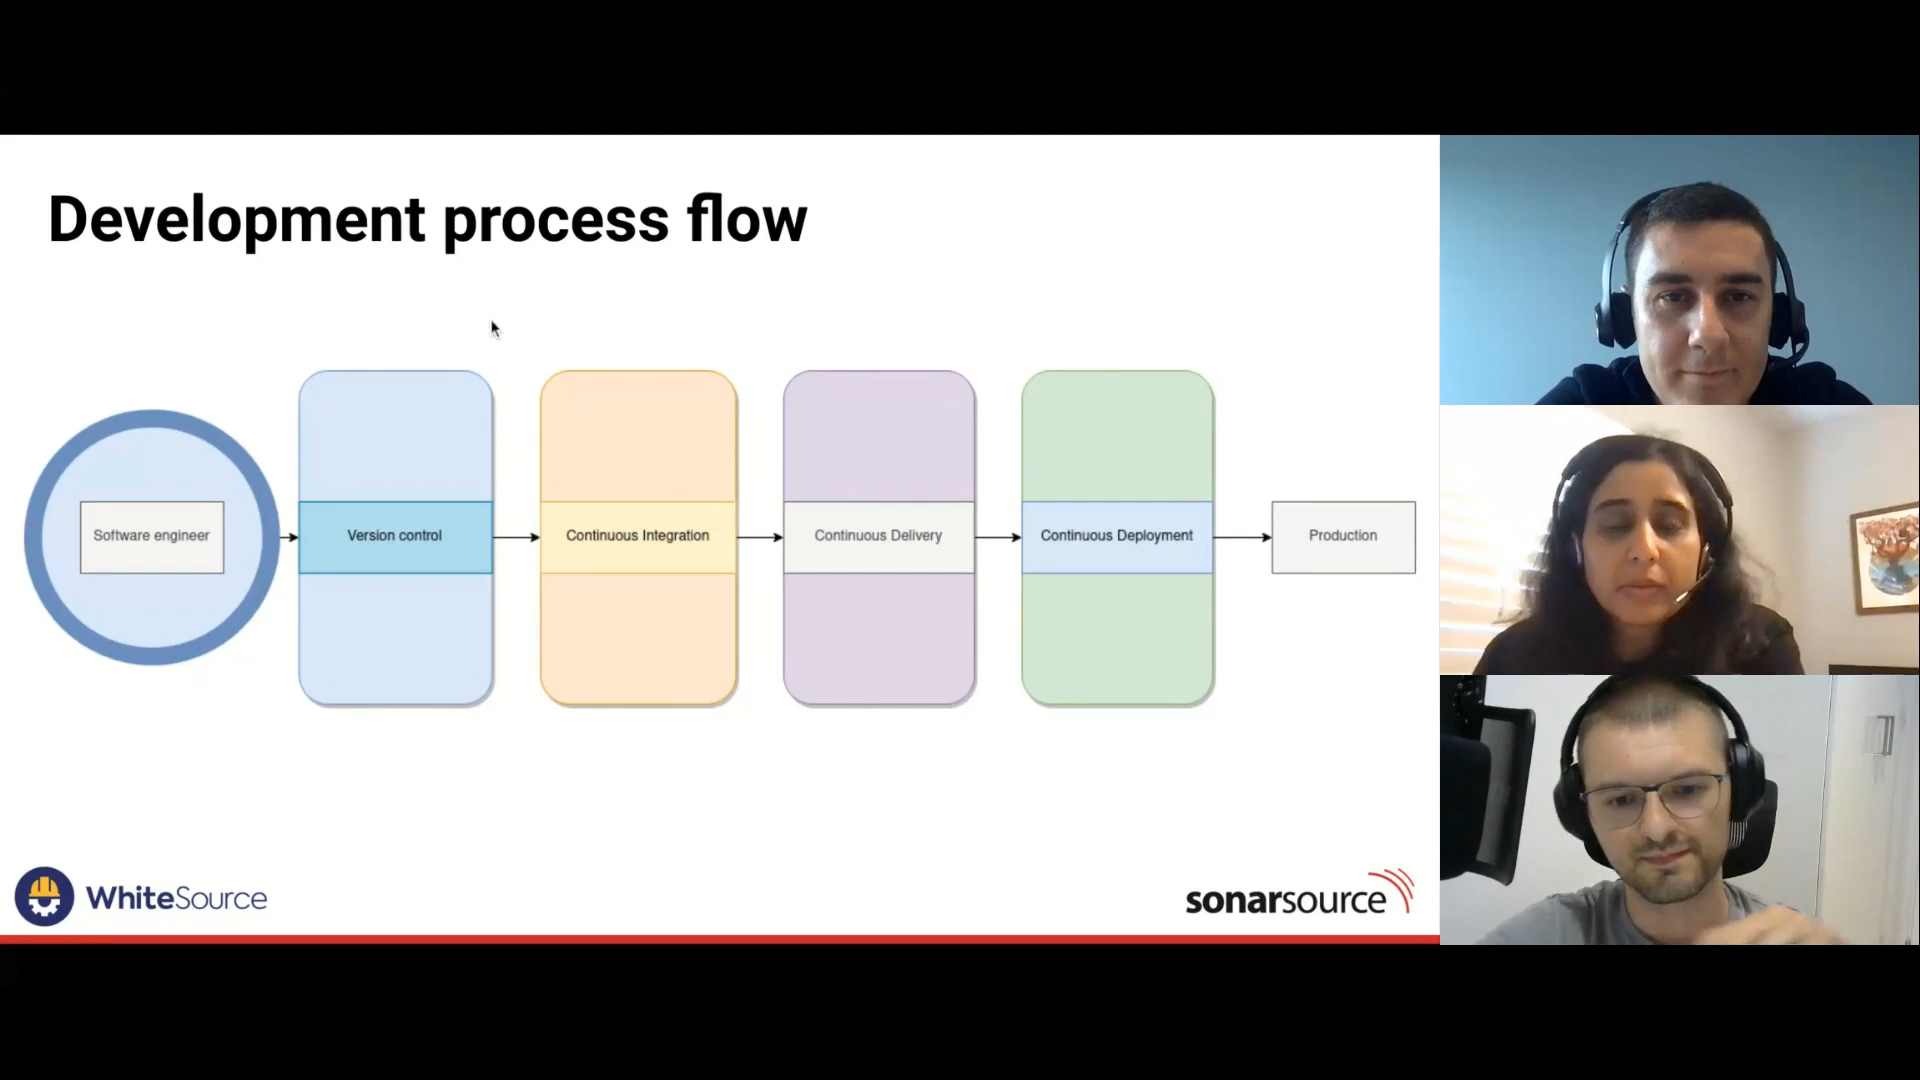 Development process flow
Software engineer
Version control
Continuous Integration
Continuous Delivery
Continuous Deployment
Production
WhiteSource
sonarsource